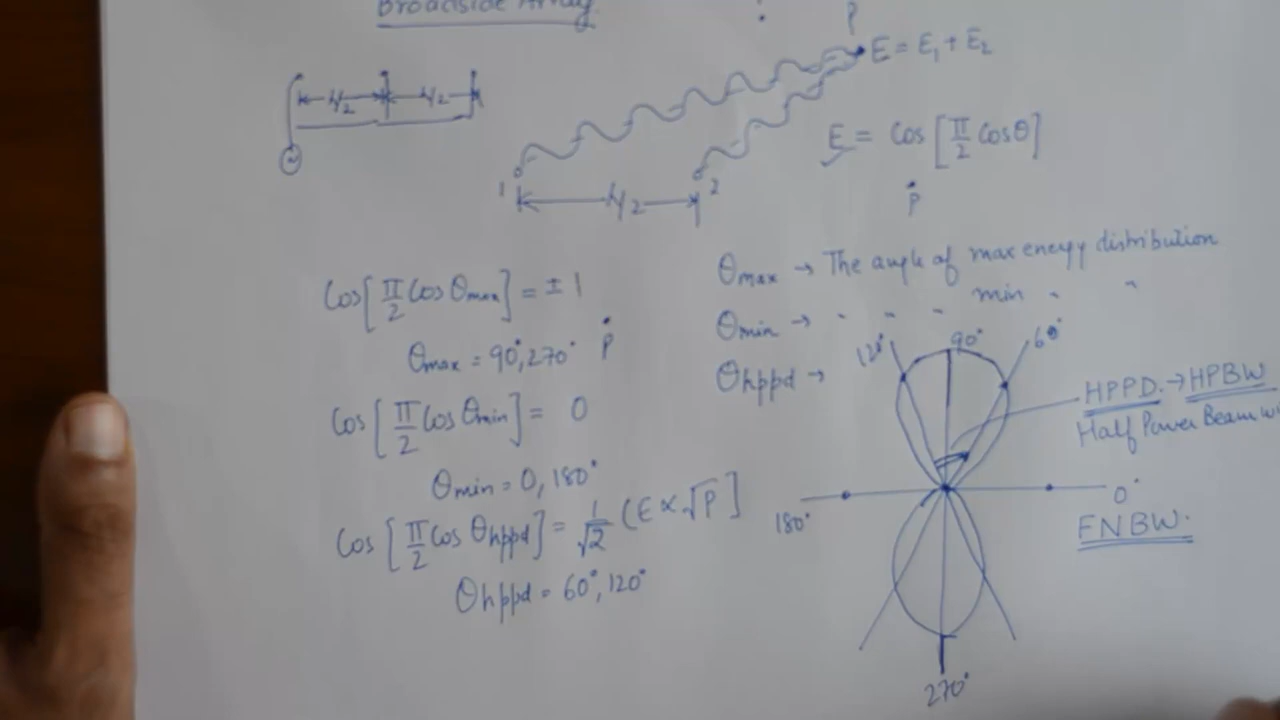 Broadside Array
λ/2 λ/2
P
E = E₁ + E₂
E = Cos [π/2 Cosθ]
1 λ/2 2
P
Cos[π/2 Cos θmax] = ±1
θmax = 90°, 270° P
Cos[π/2 Cos θmin] = 0
θmin = 0, 180°
Cos [π/2 Cos θhppd] = 1/√2 (E ∝ √P]
θhppd = 60°, 120°
θmax → The angle of max energy distribution
θmin → " " " min " "
θhppd →
120° 90° 60°
HPPD. → HPBW
Half Power Beam
180° 0°
FNBW.
270°